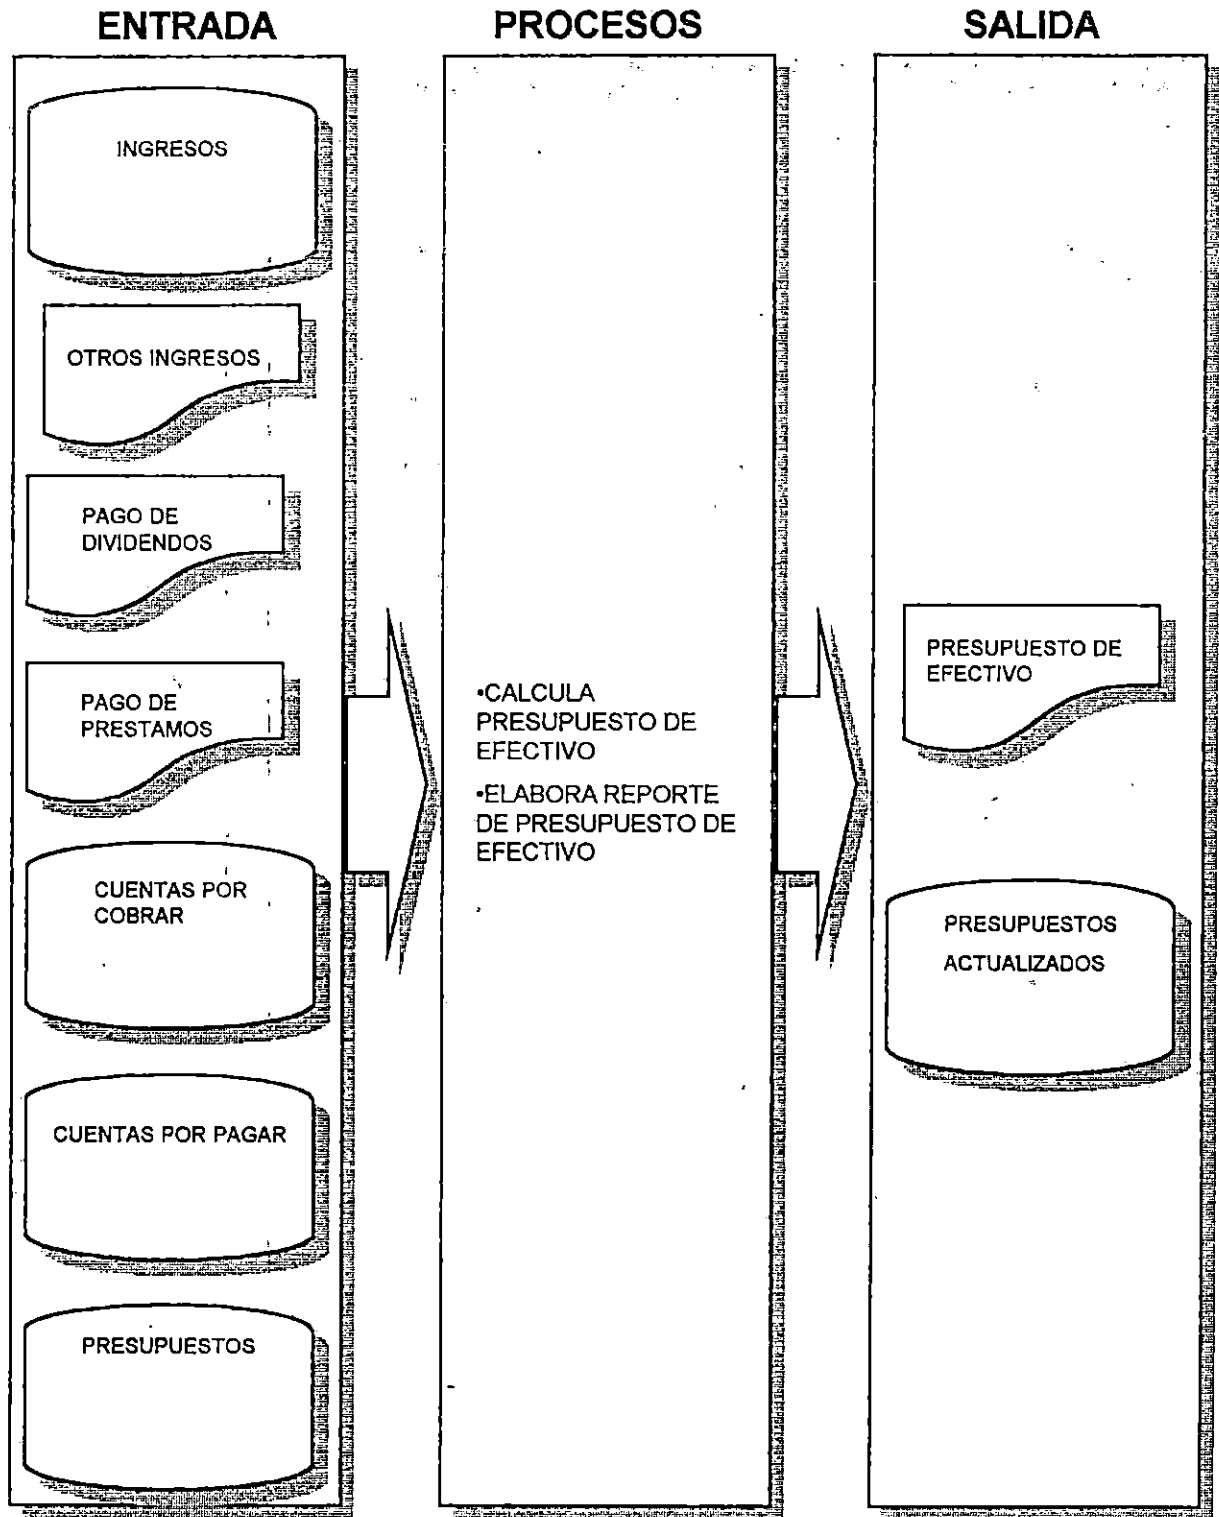 ENTRADA
PROCESOS
SALIDA
INGRESOS
OTROS INGRESOS
PAGO DE
DIVIDENDOS
PAGO DE
PRESTAMOS
CUENTAS POR
COBRAR
CUENTAS POR PAGAR
PRESUPUESTOS
•CALCULA
PRESUPUESTO DE
EFECTIVO
•ELABORA REPORTE
DE PRESUPUESTO DE
EFECTIVO
PRESUPUESTO DE
EFECTIVO
PRESUPUESTOS
ACTUALIZADOS